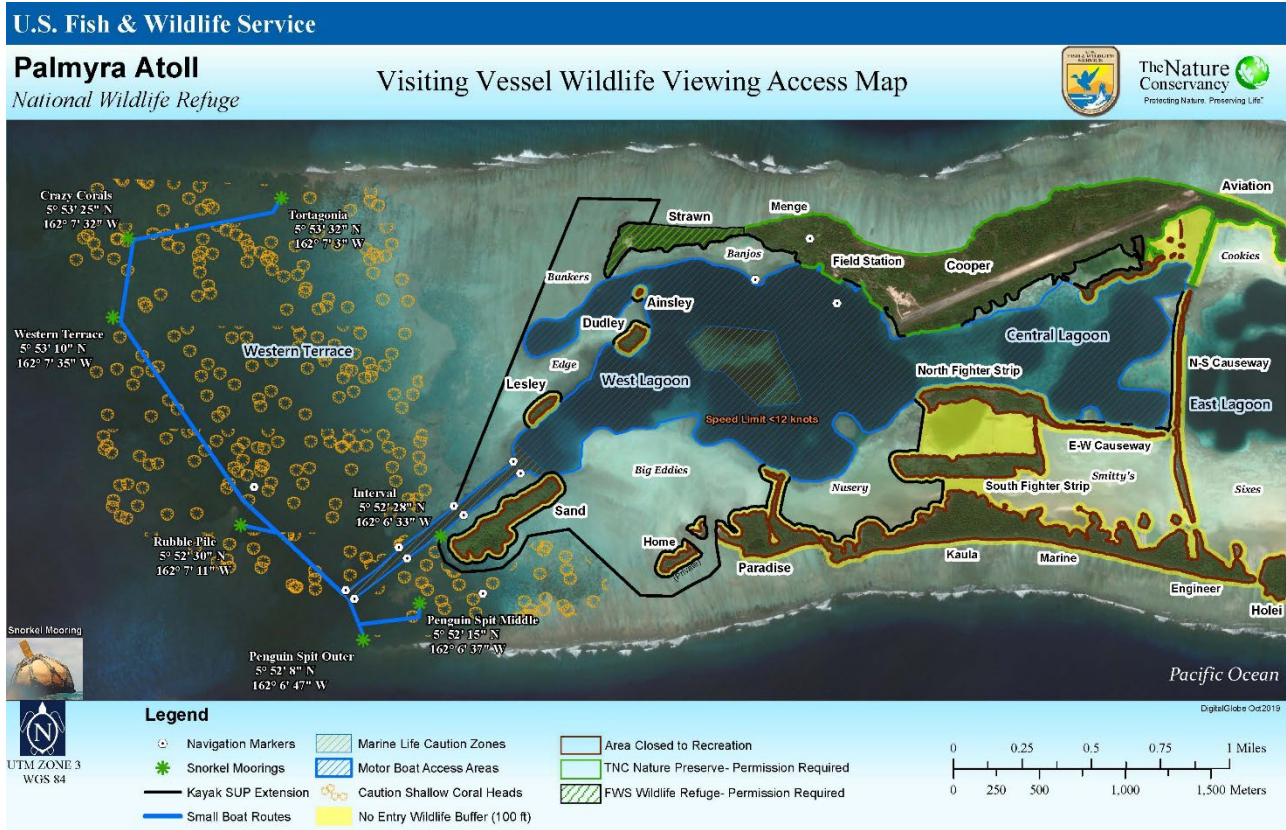 U.S. Fish & Wildlife Service
Palmyra Atoll
National Wildlife Refuge
Visiting Vessel Wildlife Viewing Access Map
U.S.
FISH & WILDLIFE
SERVICE
The Nature
Conservancy
Protecting Nature. Preserving Life™
Crazy Corals
5° 53' 25" N
162° 7' 32" W
Tortagonia
5° 53' 32" N
162° 7' 3" W
Strawn
Menge
Aviation
Bankers
Banjos
Field Station
Cooper
Cookies
Ainsley
Dudley
Western Terrace
5° 53' 10" N
162° 7' 35" W
Western Terrace
Edge
West Lagoon
Central Lagoon
North Fighter Strip
N-S Causeway
Lesley
East Lagoon
Speed Limit <12 knots
E-W Causeway
Big Eddies
Smitty's
Nusery
South Fighter Strip
Sixes
Interval
5° 52' 28" N
162° 6' 33" W
Sand
Rubble Pile
5° 52' 30" N
162° 7' 11" W
Home
(Private)
Paradise
Kaula
Marine
Engineer
Holei
Penguin Spit Middle
5° 52' 15" N
162° 6' 37" W
Penguin Spit Outer
5° 52' 8" N
162° 6' 47" W
Snorkel Mooring
Pacific Ocean
DigitalGlobe Oct2019
N
UTM ZONE 3
WGS 84
Legend
Navigation Markers
Snorkel Moorings
Kayak SUP Extension
Small Boat Routes
Marine Life Caution Zones
Motor Boat Access Areas
Caution Shallow Coral Heads
No Entry Wildlife Buffer (100 ft)
Area Closed to Recreation
TNC Nature Preserve- Permission Required
FWS Wildlife Refuge- Permission Required
0 0.25 0.5 0.75 1 Miles
0 250 500 1,000 1,500 Meters